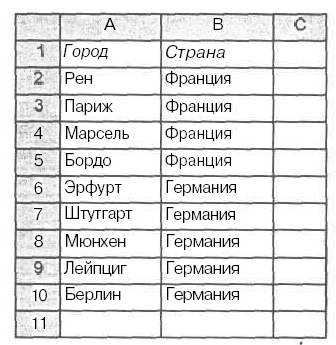 A B C
1 Город Страна
2 Рен Франция
3 Париж Франция
4 Марсель Франция
5 Бордо Франция
6 Эрфурт Германия
7 Штутгарт Германия
8 Мюнхен Германия
9 Лейпциг Германия
10 Берлин Германия
11